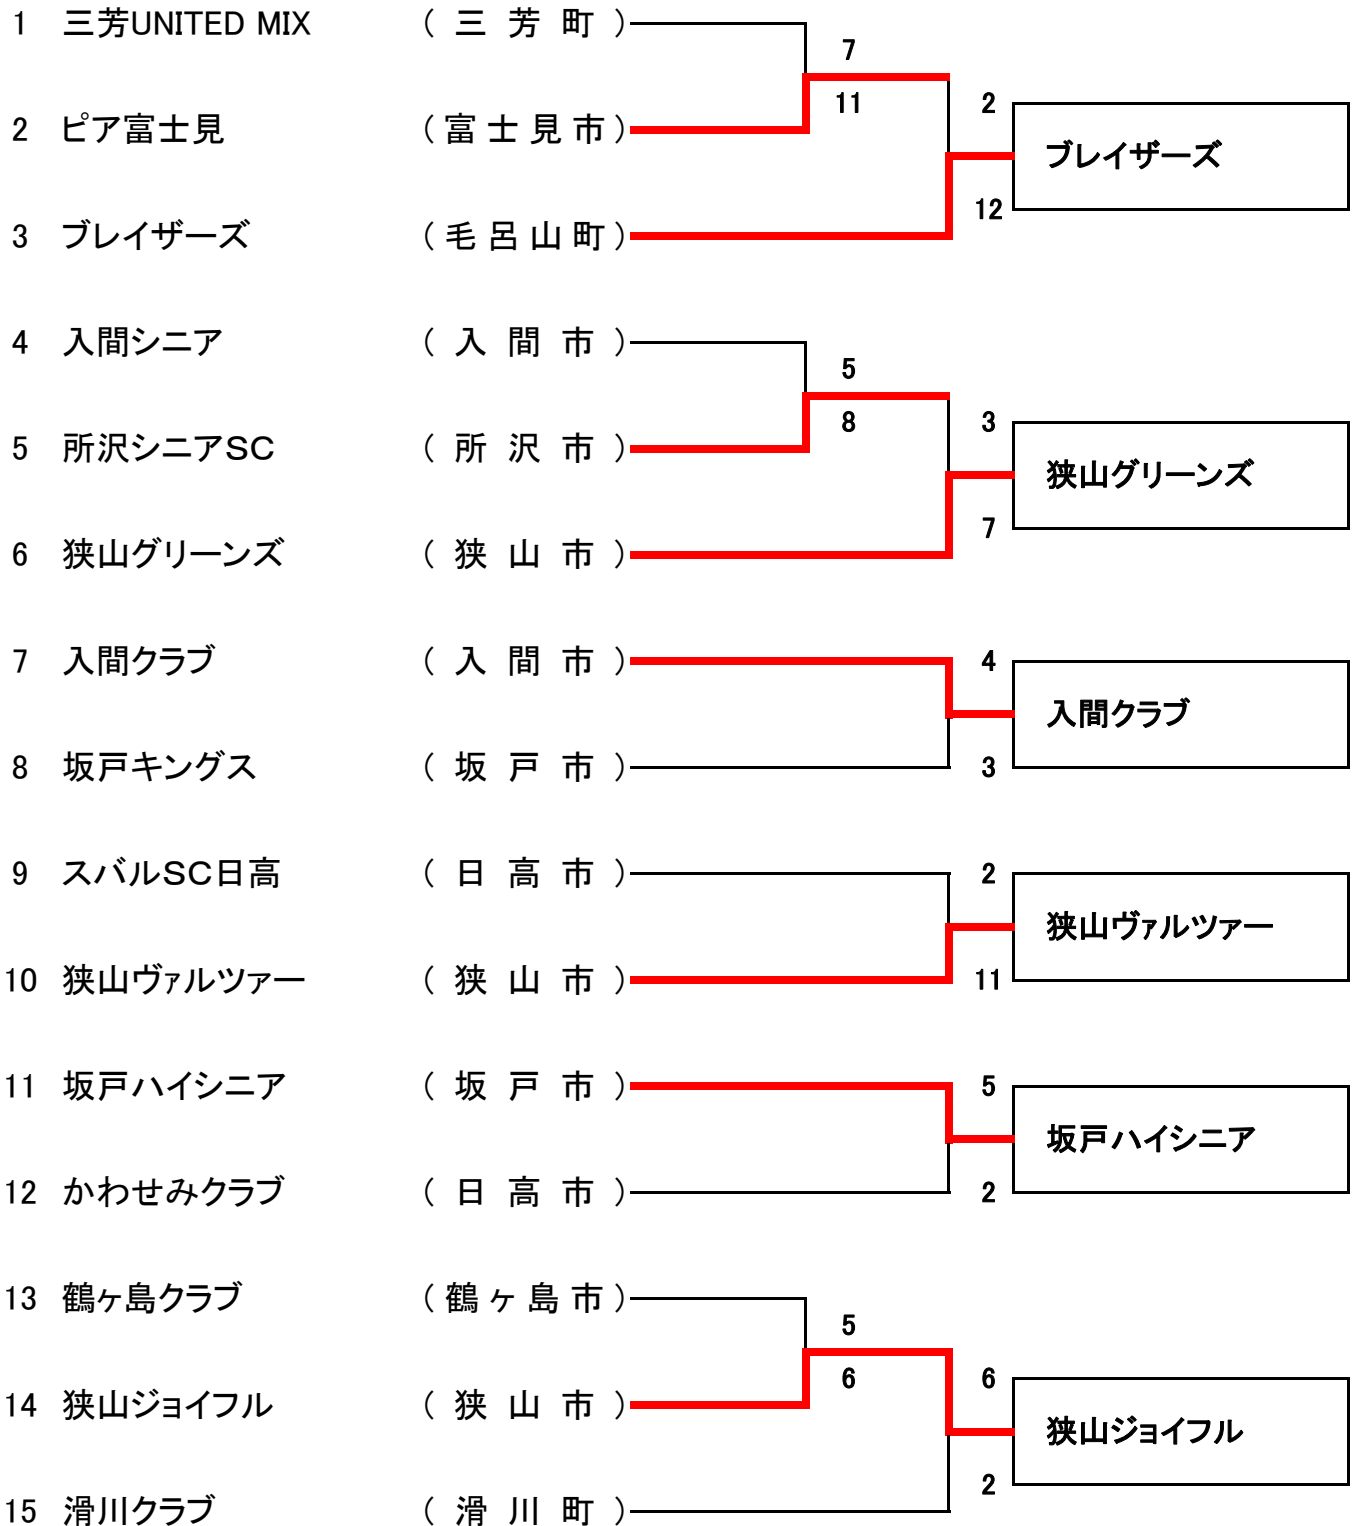 1 三芳UNITED MIX (三芳町)
7
11
2 ピア富士見 (富士見市)
2
ブレイザーズ
12
3 ブレイザーズ (毛呂山町)
4 入間シニア (入間市)
5
8
5 所沢シニアSC (所沢市)
3
狭山グリーンズ
7
6 狭山グリーンズ (狭山市)
7 入間クラブ (入間市)
4
入間クラブ
3
8 坂戸キングス (坂戸市)
9 スバルSC日高 (日高市)
2
狭山ヴァルツァー
11
10 狭山ヴァルツァー (狭山市)
11 坂戸ハイシニア (坂戸市)
5
坂戸ハイシニア
2
12 かわせみクラブ (日高市)
13 鶴ヶ島クラブ (鶴ヶ島市)
5
6
14 狭山ジョイフル (狭山市)
6
狭山ジョイフル
2
15 滑川クラブ (滑川町)